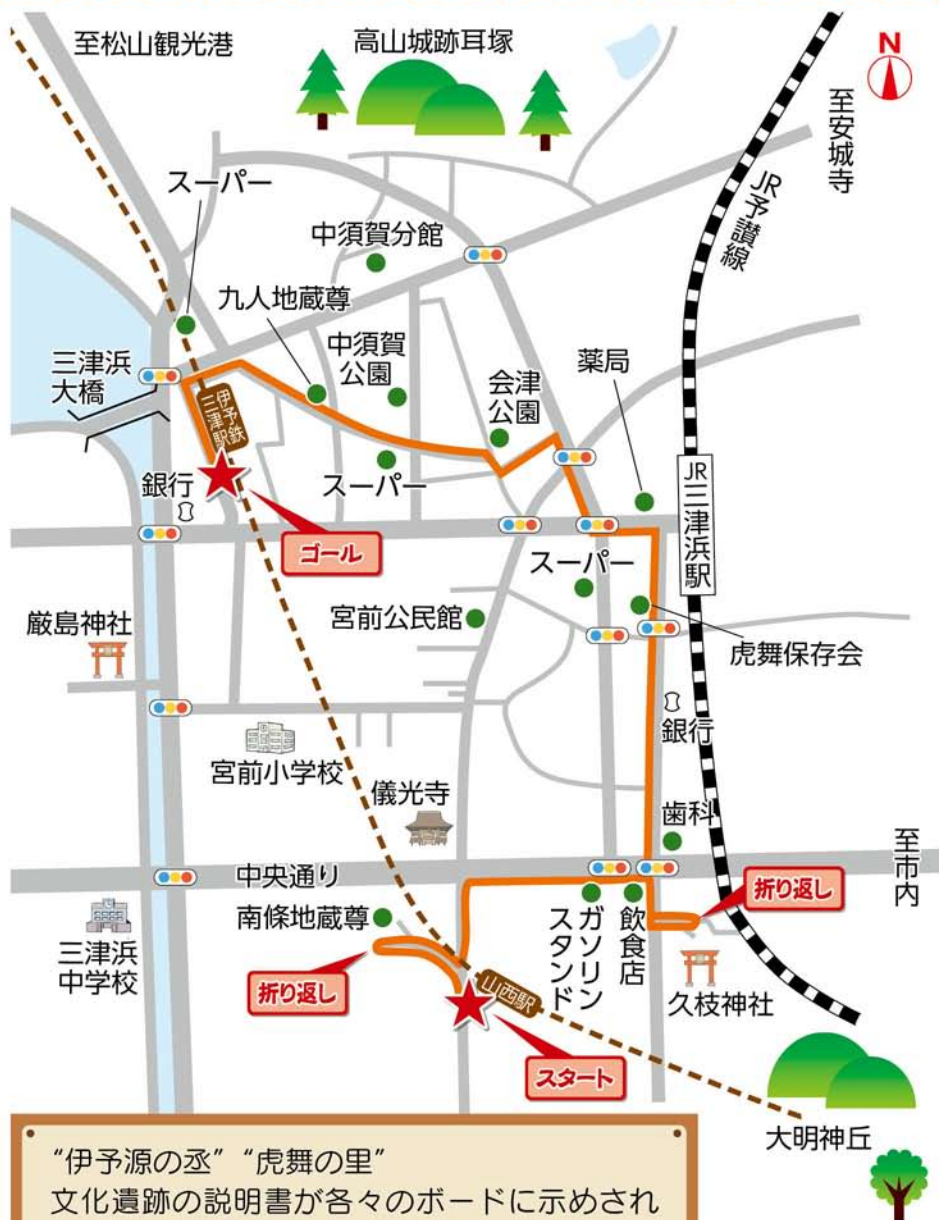 至松山観光港
高山城跡耳塚
N
至安城寺
JR予讃線
スーパー
中須賀分館
九人地蔵尊
中須賀
公園
三津浜
大橋
会津
公園
薬局
伊予鉄
三津駅
スーパー
銀行
ゴール
JR三津浜駅
スーパー
宮前公民館
厳島神社
虎舞保存会
銀行
宮前小学校
儀光寺
歯科
至市内
中央通り
折り返し
南條地蔵尊
ガソリン
スタンド
飲食店
三津浜
中学校
折り返し
山西駅
久枝神社
スタート
大明神丘
“伊予源の丞” “虎舞の里”
文化遺跡の説明書が各々のボードに示めされ